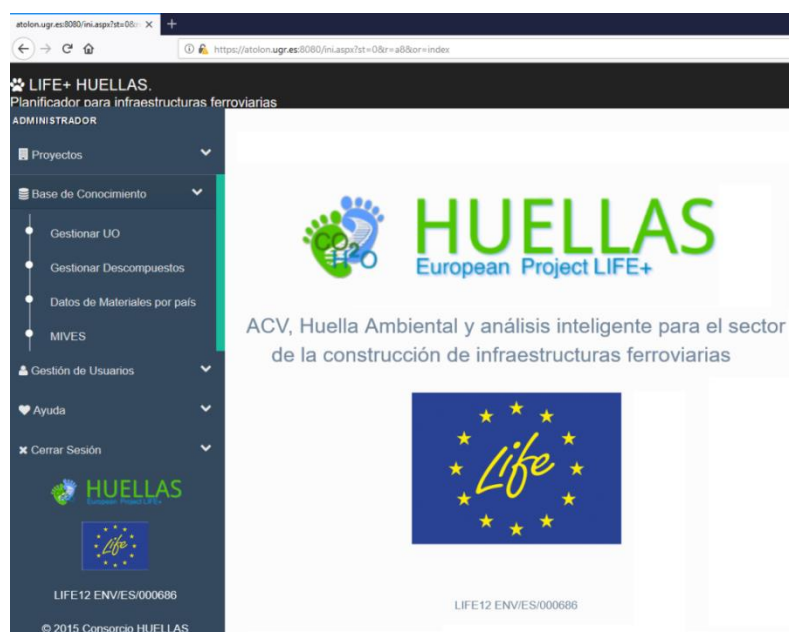 atolon.ugr.es:8080/ini.aspx?st=0&r=
https://atolon.ugr.es:8080/ini.aspx?st=0&r=a8&or=index
LIFE+ HUELLAS.
Planificador para infraestructuras ferroviarias
ADMINISTRADOR
Proyectos
Base de Conocimiento
Gestionar UO
Gestionar Descompuestos
Datos de Materiales por país
MIVES
Gestión de Usuarios
Ayuda
Cerrar Sesión
HUELLAS
European Project LIFE+
Life
LIFE12 ENV/ES/000686
© 2015 Consorcio HUELLAS
CO2
H2O
HUELLAS
European Project LIFE+
ACV, Huella Ambiental y análisis inteligente para el sector
de la construcción de infraestructuras ferroviarias
Life
LIFE12 ENV/ES/000686